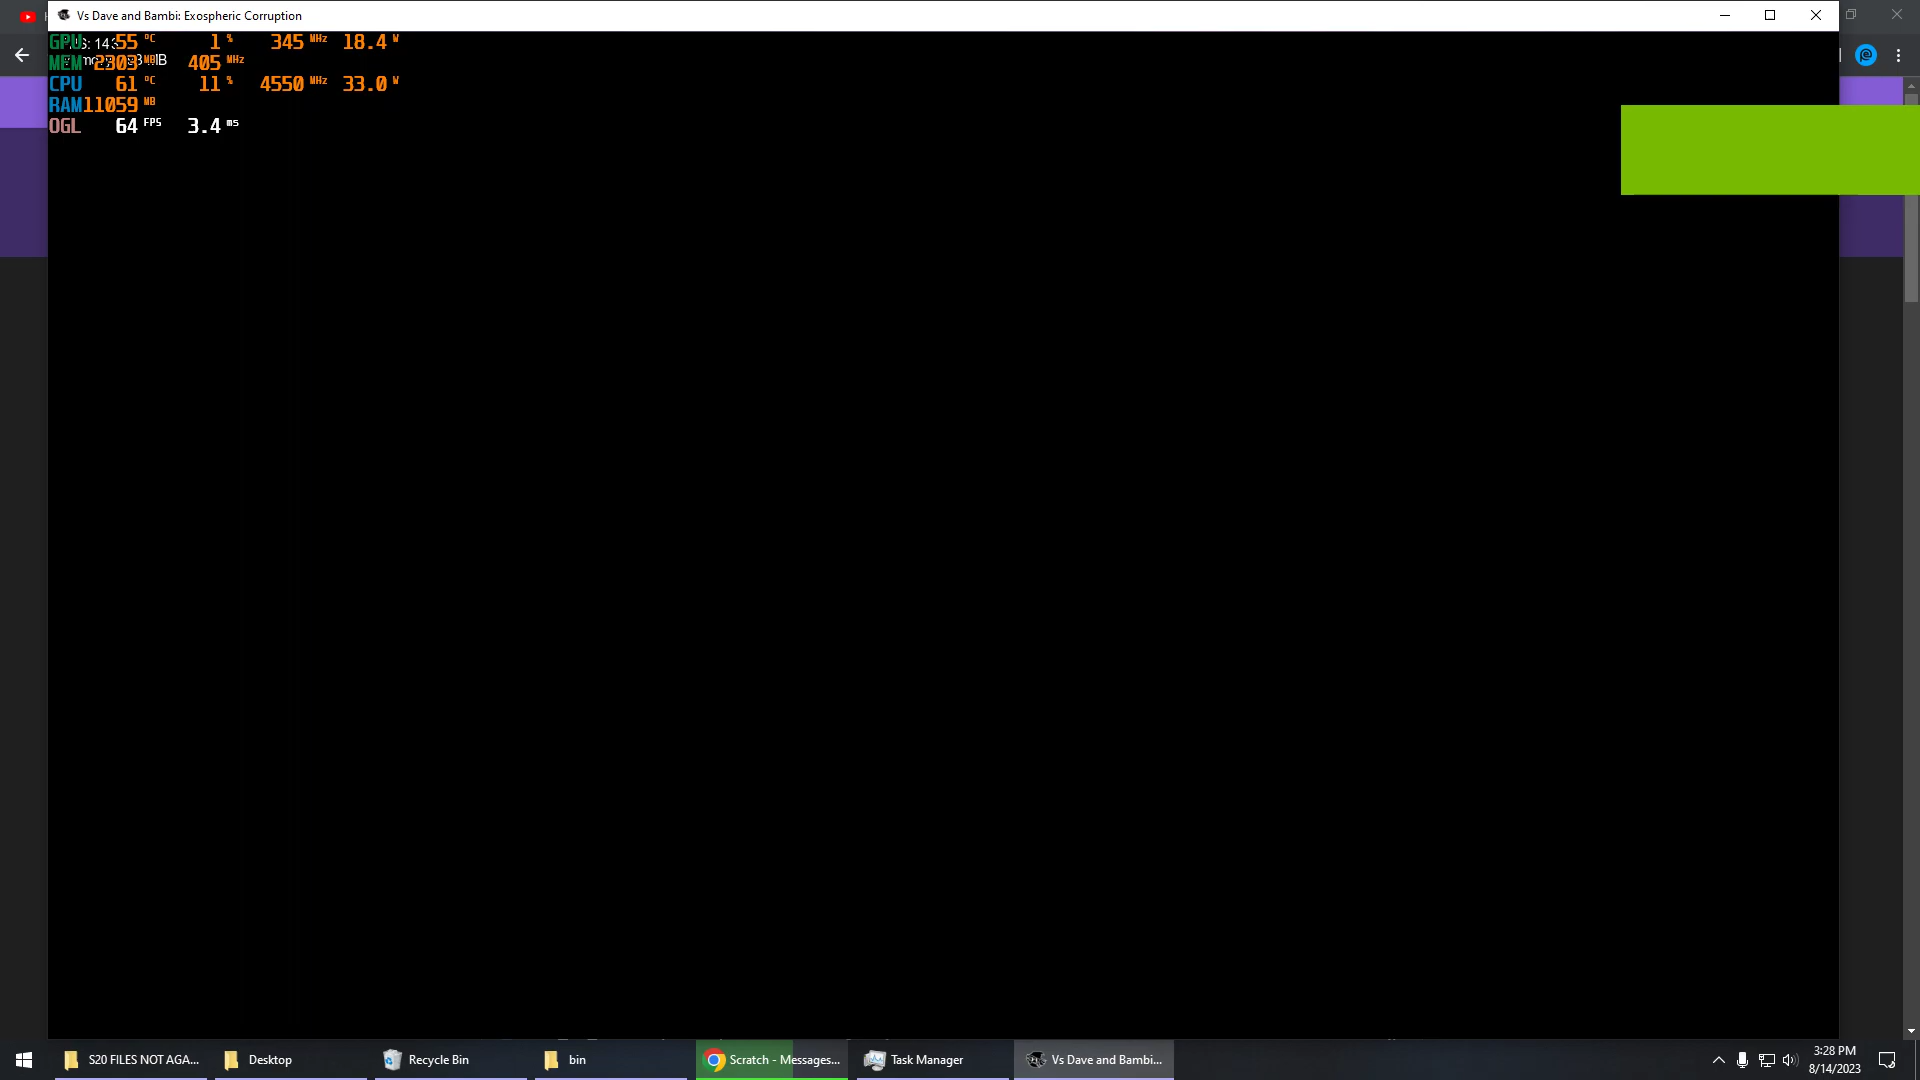 Vs Dave and Bambi: Exospheric Corruption
GPU 55 °C 1 % 345 MHz 18.4 W
MEM 2303 MB 405 MHz
CPU 61 °C 11 % 4550 MHz 33.0 W
RAM 11059 MB
OGL 64 FPS 3.4 ms
S20 FILES NOT AGA...
Desktop
Recycle Bin
bin
Scratch - Messages...
Task Manager
Vs Dave and Bambi...
3:28 PM
8/14/2023